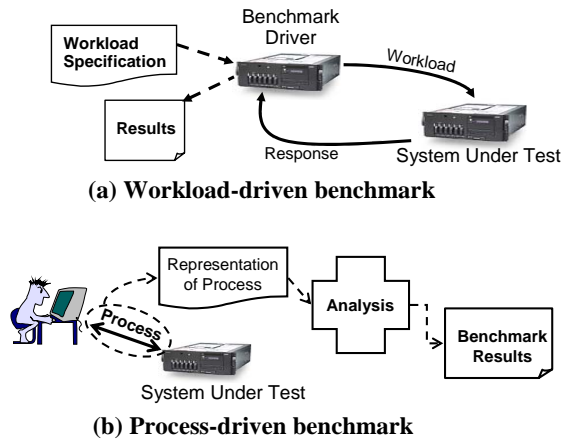 Benchmark
Driver
Workload
Specification
Workload
Results
Response
System Under Test
(a) Workload-driven benchmark
Representation
of Process
Process
Analysis
Benchmark
Results
System Under Test
(b) Process-driven benchmark